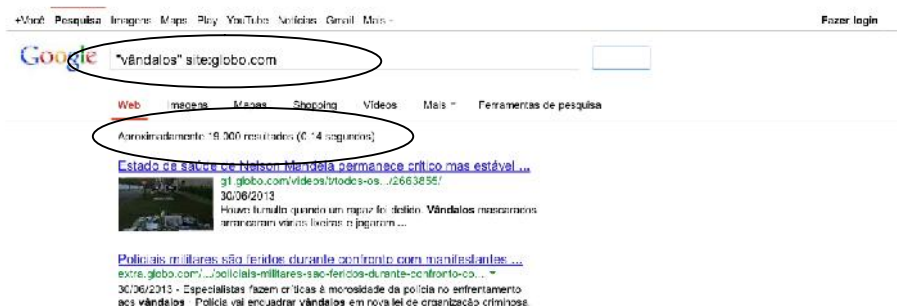 +Você Pesquisa Imagens Maps Play YouTube Notícias Gmail Mais Fazer login
Google "vândalos" site:globo.com
Web Imagens Mapas Shopping Vídeos Mais Ferramentas de pesquisa
Aproximadamente 19.000 resultados (0,14 segundos)
Estado de saúde de Nelson Mandela permanece crítico mas estável ...
g1.globo.com/videos/t/todos-os.../2663855/
30/06/2013
Houve tumulto quando um rapaz foi detido. Vândalos mascarados
arrancaram várias lixeiras e jogaram ...
Policiais militares são feridos durante confronto com manifestantes ...
extra.globo.com/.../policiais-militares-sao-feridos-durante-confronto-co...
30/06/2013 - Especialistas fazem críticas à morosidade da polícia no enfrentamento
aos vândalos · Polícia vai enquadrar vândalos em nova lei de organização criminosa